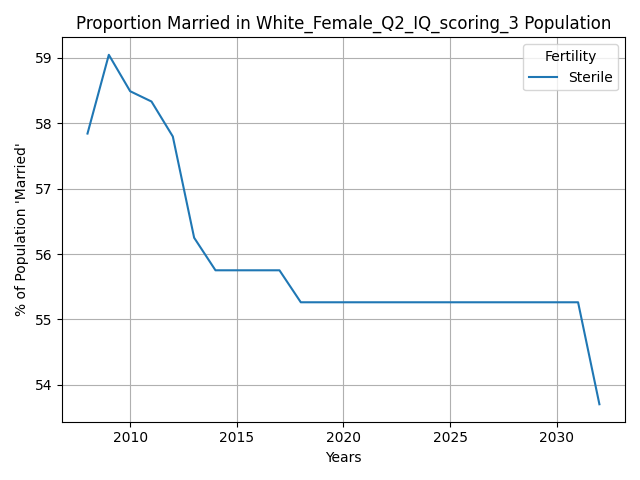 Proportion Married in White_Female_Q2_IQ_scoring_3 Population
Fertility
Sterile
% of Population 'Married'
59
58
57
56
55
54
2010
2015
2020
2025
2030
Years